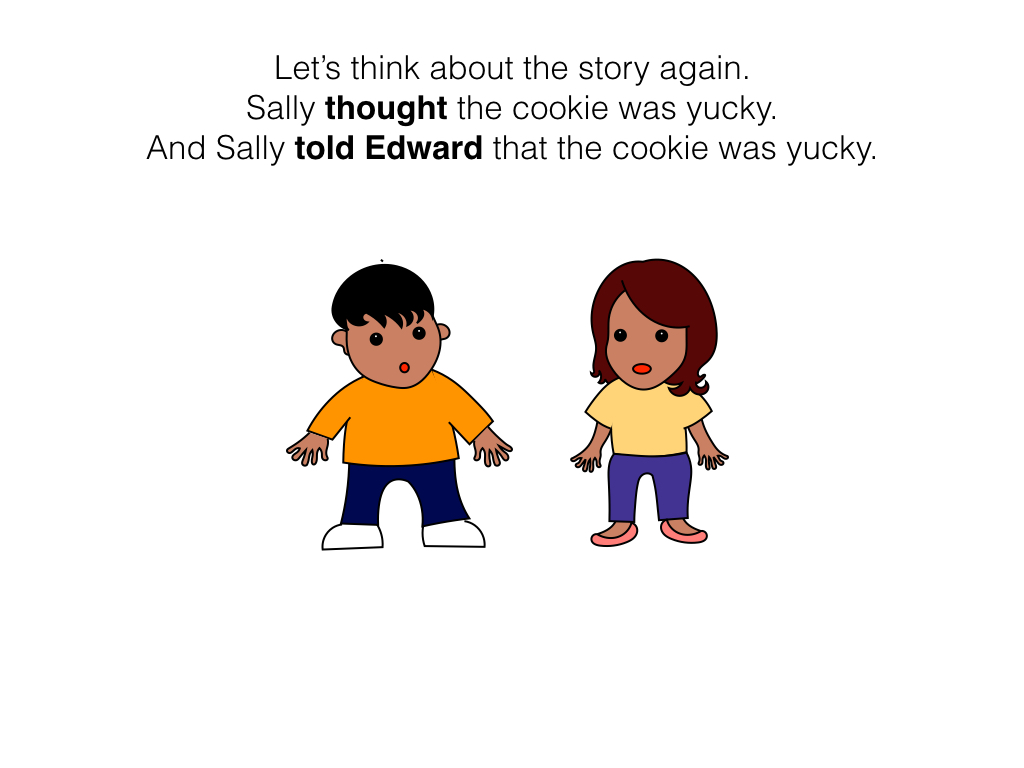 Let’s think about the story again.
Sally thought the cookie was yucky.
And Sally told Edward that the cookie was yucky.